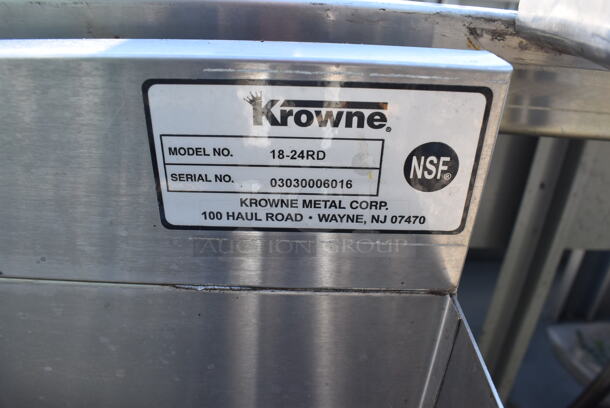 Krowne®
MODEL NO. 18-24RD
SERIAL NO. 03030006016
NSF®
KROWNE METAL CORP.
100 HAUL ROAD • WAYNE, NJ 07470
AUCTION GROUP